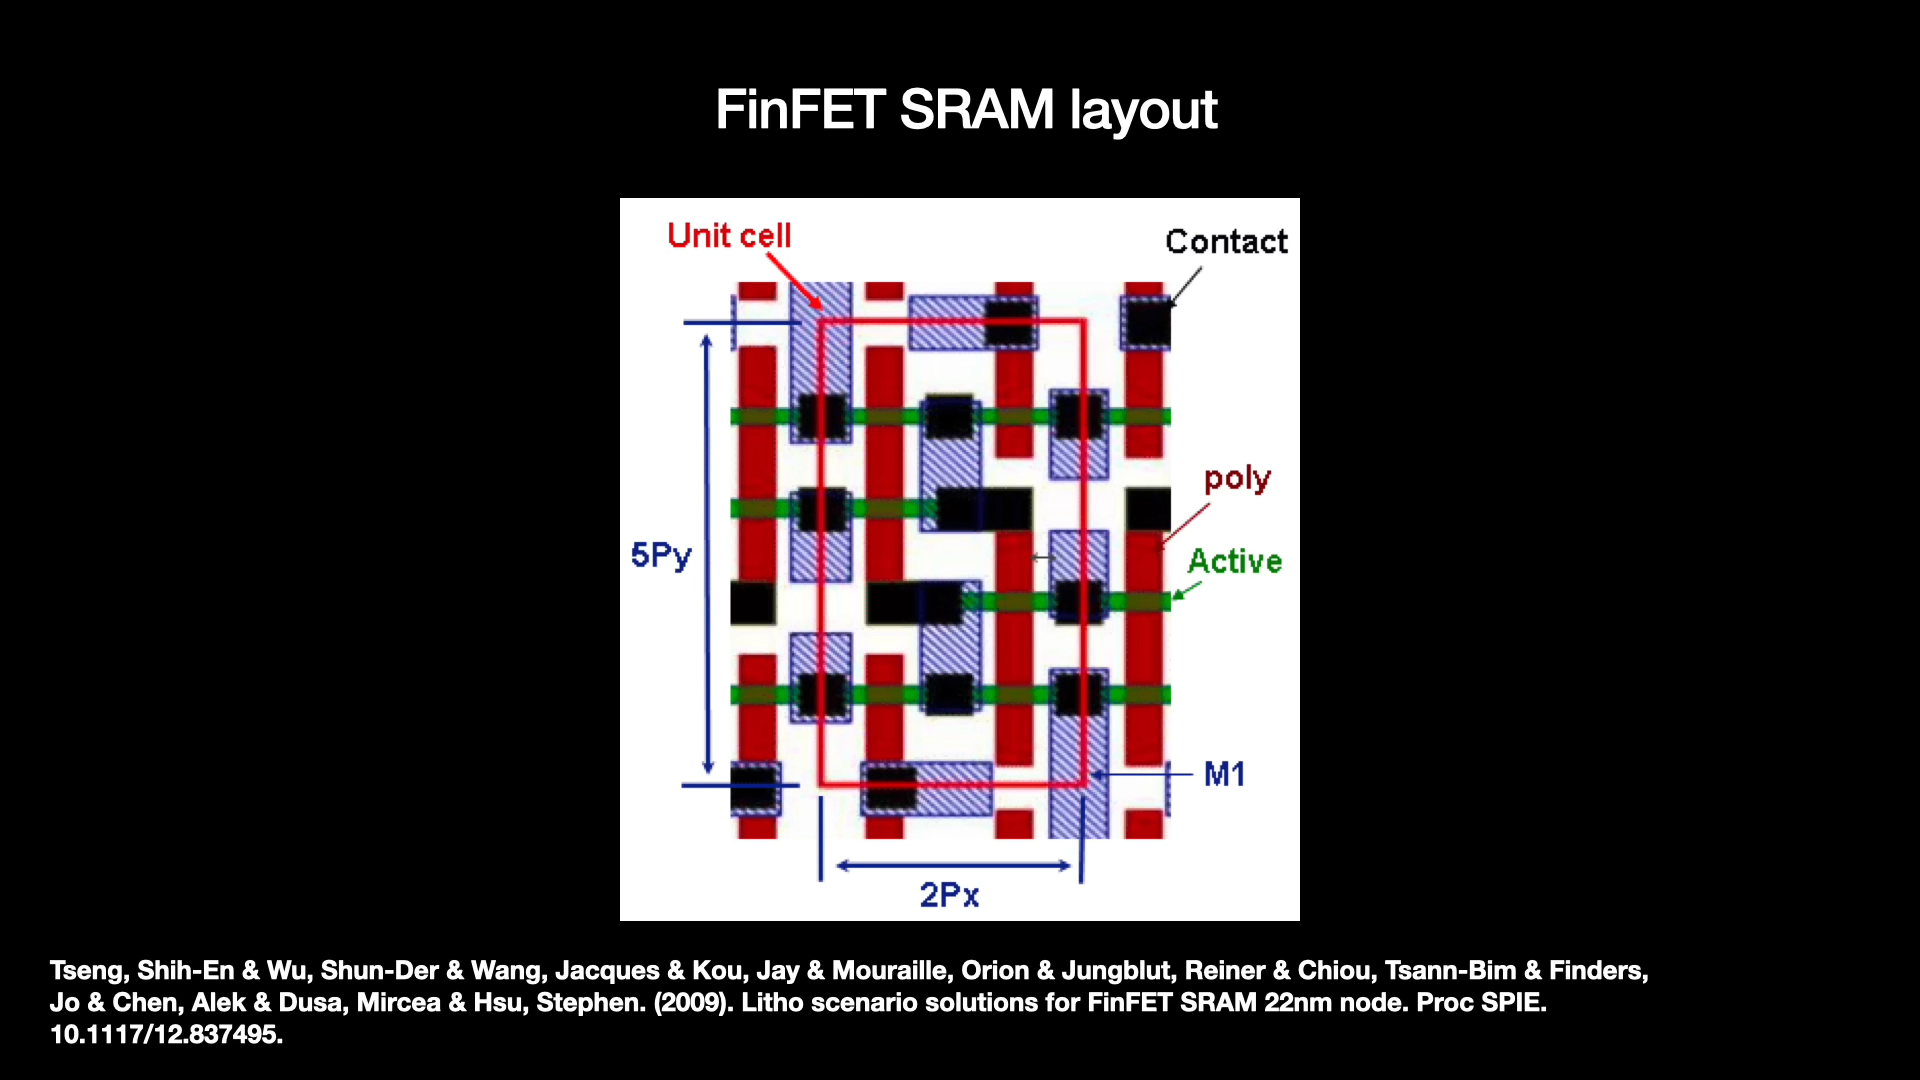 FinFET SRAM layout
Unit cell
Contact
poly
5Py
Active
M1
2Px
Tseng, Shih-En & Wu, Shun-Der & Wang, Jacques & Kou, Jay & Mouraille, Orion & Jungblut, Reiner & Chiou, Tsann-Bim & Finders,
Jo & Chen, Alek & Dusa, Mircea & Hsu, Stephen. (2009). Litho scenario solutions for FinFET SRAM 22nm node. Proc SPIE.
10.1117/12.837495.